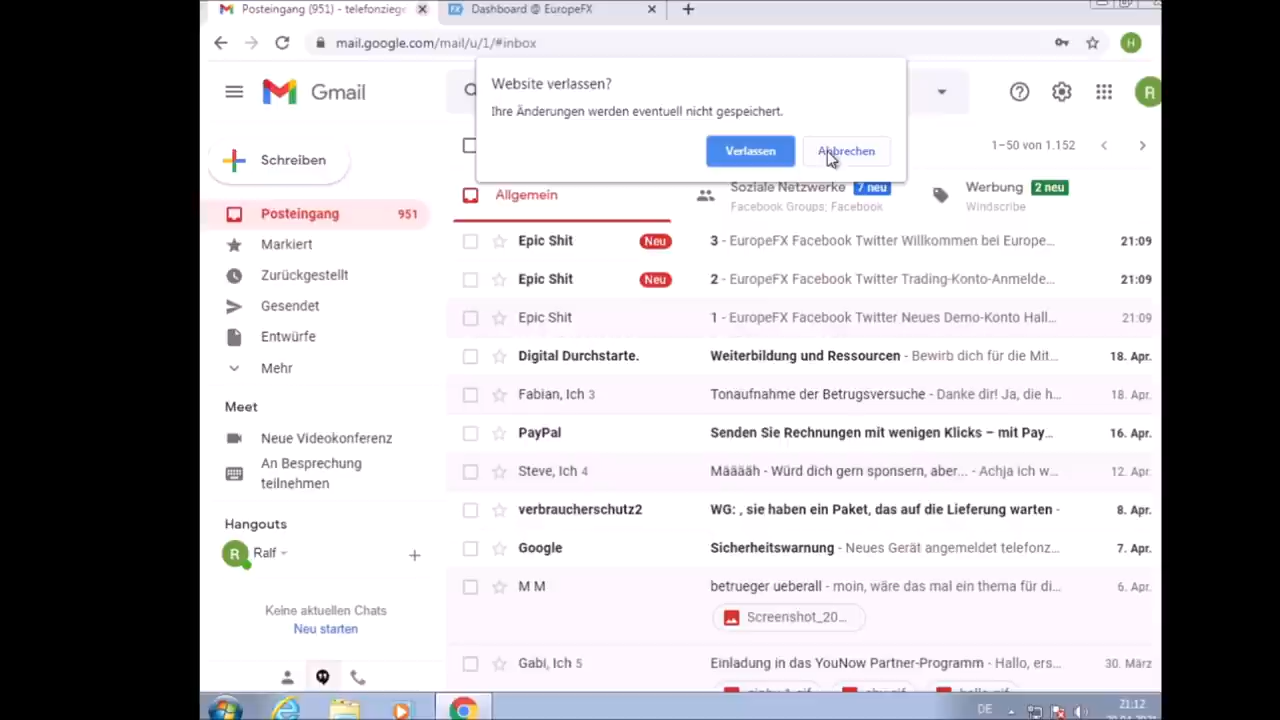 Posteingang (951) - telefonziege
Dashboard @ EuropeFX
mail.google.com/mail/u/1/#inbox
H
Website verlassen?
Ihre Änderungen werden eventuell nicht gespeichert.
Verlassen
Abbrechen
Gmail
R
Schreiben
1–50 von 1.152
Allgemein
Soziale Netzwerke 7 neu
Facebook Groups; Facebook
Werbung 2 neu
Windscribe
Posteingang 951
Markiert
Zurückgestellt
Gesendet
Entwürfe
Mehr
Meet
Neue Videokonferenz
An Besprechung
teilnehmen
Hangouts
R Ralf
Keine aktuellen Chats
Neu starten
Epic Shit Neu 3 - EuropeFX Facebook Twitter Willkommen bei Europe… 21:09
Epic Shit Neu 2 - EuropeFX Facebook Twitter Trading-Konto-Anmelde… 21:09
Epic Shit 1 - EuropeFX Facebook Twitter Neues Demo-Konto Hall… 21:09
Digital Durchstarte. Weiterbildung und Ressourcen - Bewirb dich für die Mit… 18. Apr.
Fabian, Ich 3 Tonaufnahme der Betrugsversuche - Danke dir! Ja, die h… 18. Apr.
PayPal Senden Sie Rechnungen mit wenigen Klicks – mit Pay… 16. Apr.
Steve, Ich 4 Määääh - Würd dich gern sponsern, aber... - Achja ich w… 12. Apr.
verbraucherschutz2 WG: , sie haben ein Paket, das auf die Lieferung warten - 8. Apr.
Google Sicherheitswarnung - Neues Gerät angemeldet telefonz… 7. Apr.
M M betrueger ueberall - moin, wäre das mal ein thema für di… 6. Apr.
Screenshot_20…
Gabi, Ich 5 Einladung in das YouNow Partner-Programm - Hallo, ers… 30. März
DE
21:12